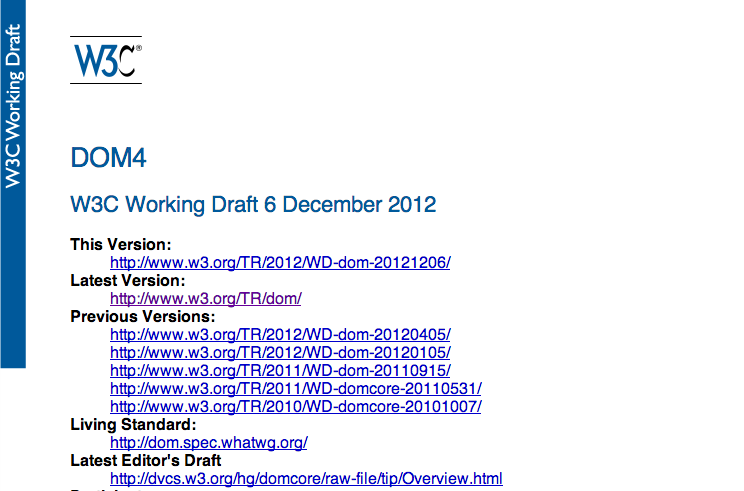 W3C Working Draft
W3C®
DOM4
W3C Working Draft 6 December 2012
This Version:
http://www.w3.org/TR/2012/WD-dom-20121206/
Latest Version:
http://www.w3.org/TR/dom/
Previous Versions:
http://www.w3.org/TR/2012/WD-dom-20120405/
http://www.w3.org/TR/2012/WD-dom-20120105/
http://www.w3.org/TR/2011/WD-dom-20110915/
http://www.w3.org/TR/2011/WD-domcore-20110531/
http://www.w3.org/TR/2010/WD-domcore-20101007/
Living Standard:
http://dom.spec.whatwg.org/
Latest Editor's Draft
http://dvcs.w3.org/hg/domcore/raw-file/tip/Overview.html